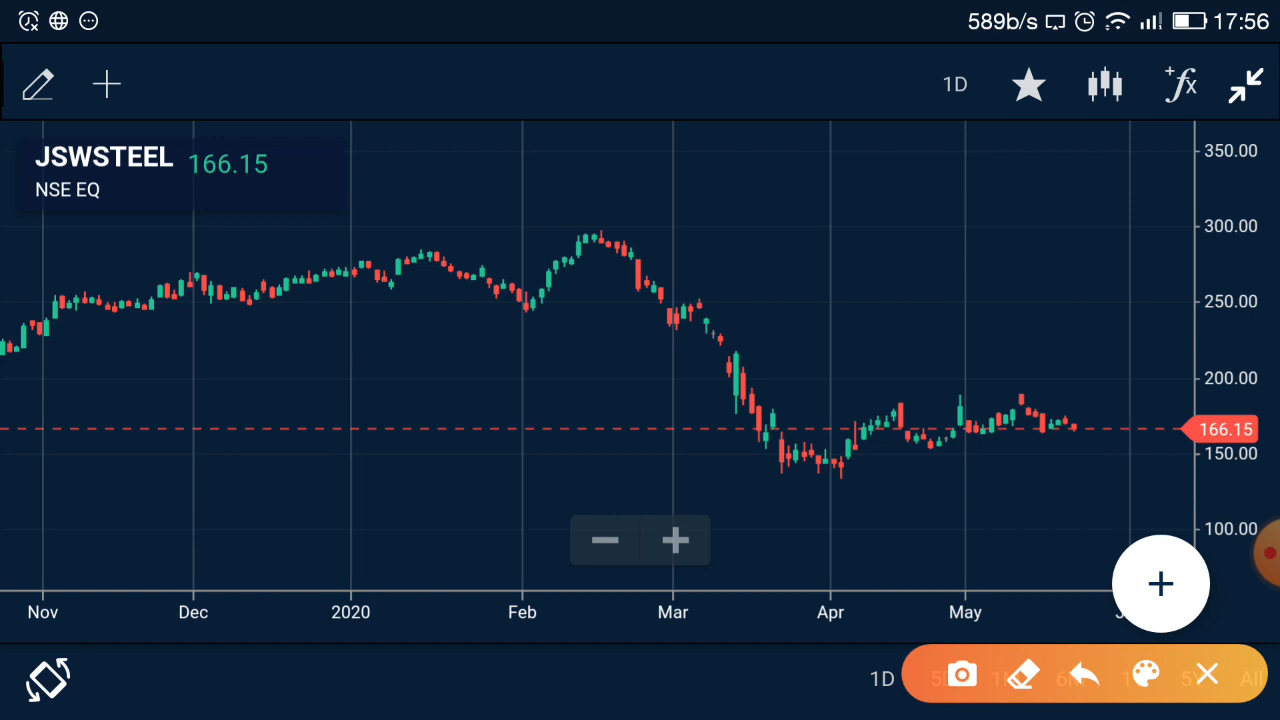 589b/s 17:56
1D +fx
JSWSTEEL 166.15
NSE EQ
350.00
300.00
250.00
200.00
166.15
150.00
100.00
Nov Dec 2020 Feb Mar Apr May
1D